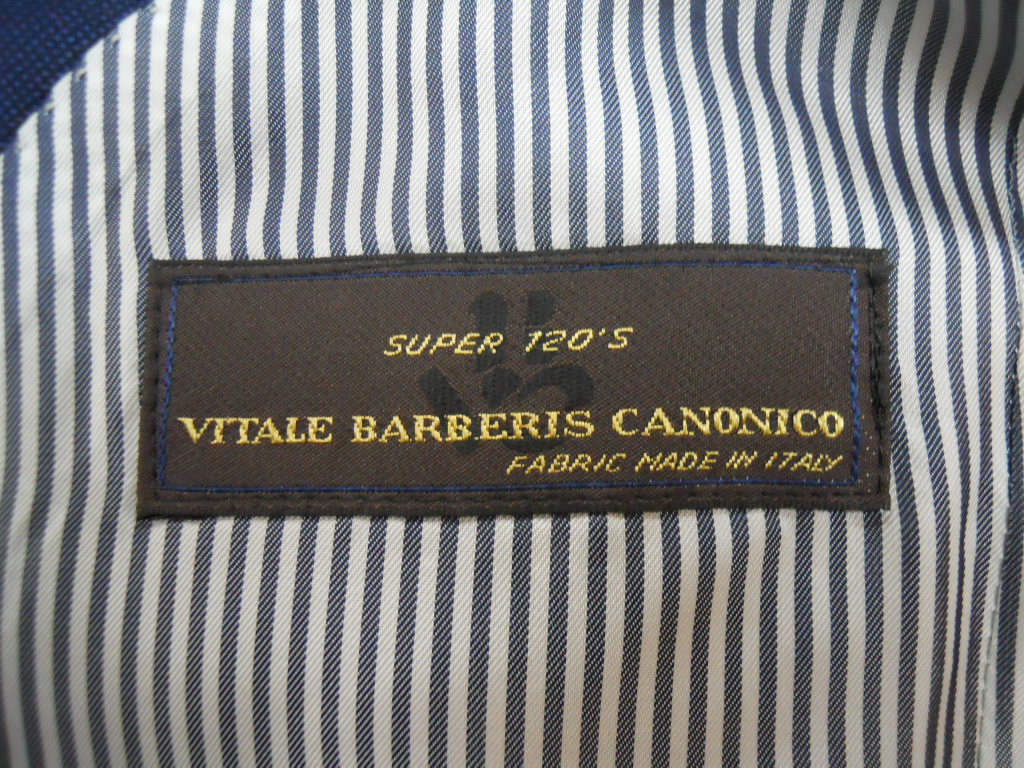 SUPER 120'S
VITALE BARBERIS CANONICO
FABRIC MADE IN ITALY